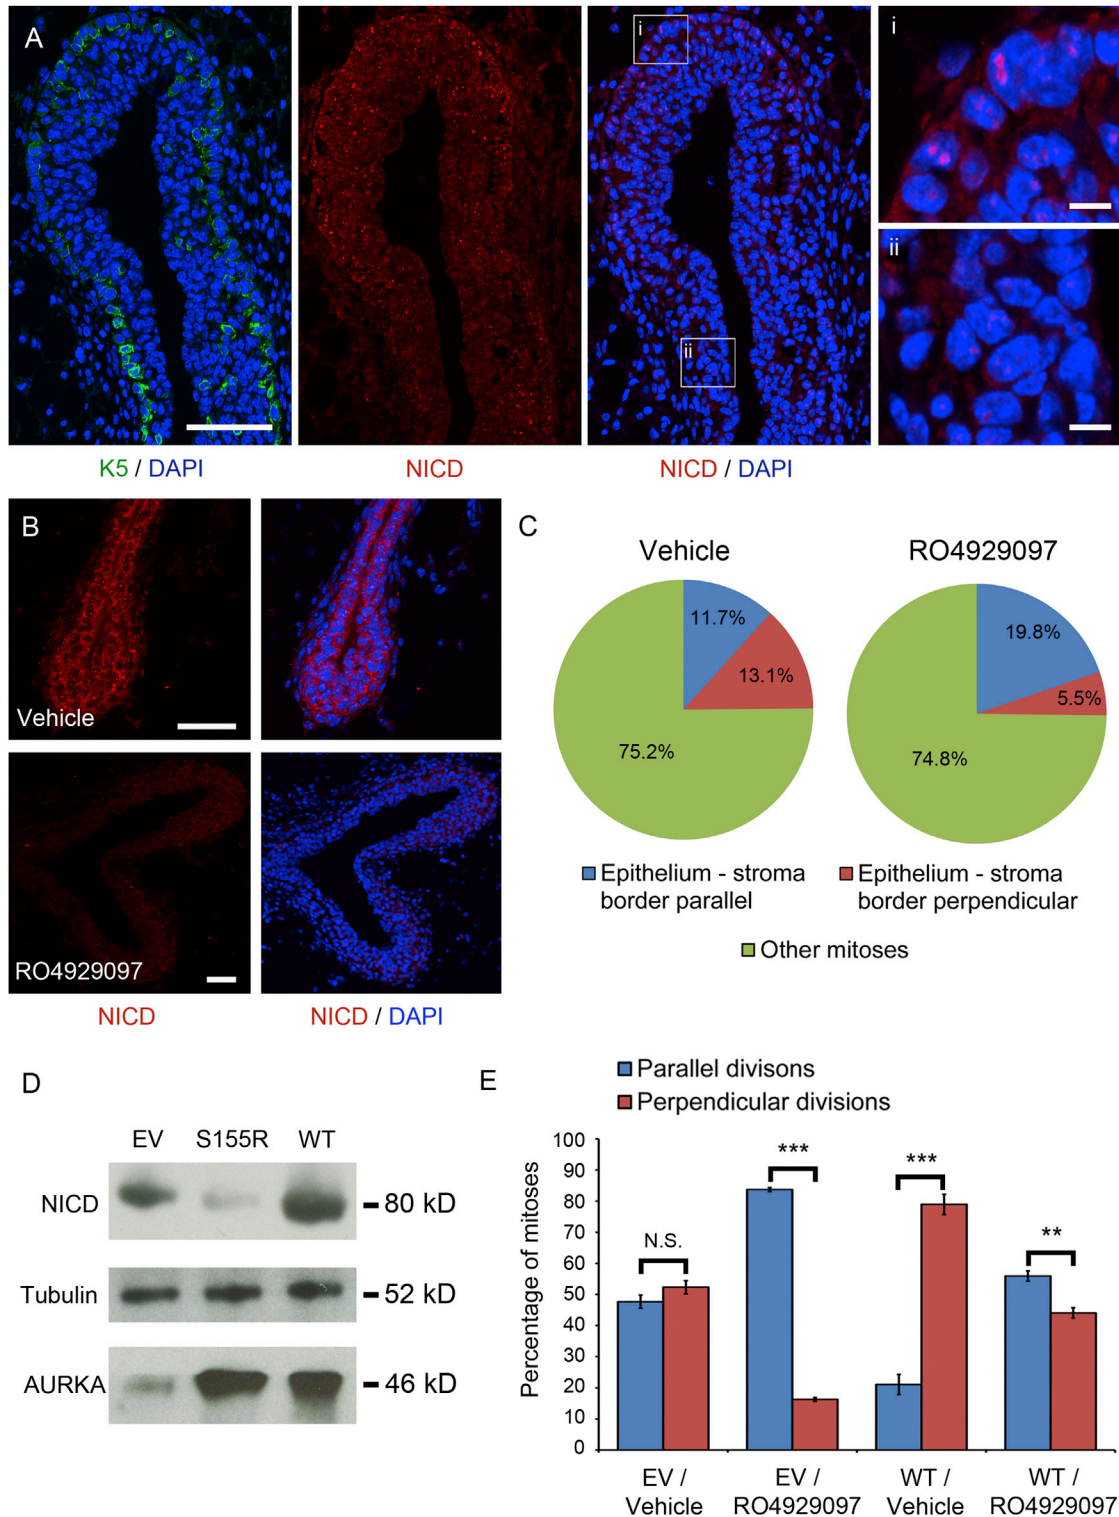 A
i
ii
i
ii
K5 / DAPI
NICD
NICD / DAPI
B
Vehicle
RO4929097
NICD
NICD / DAPI
C
Vehicle
11.7%
13.1%
75.2%
RO4929097
19.8%
5.5%
74.8%
Epithelium - stroma
border parallel
Epithelium - stroma
border perpendicular
Other mitoses
D
EV S155R WT
NICD
80 kD
Tubulin
52 kD
AURKA
46 kD
E
Parallel divisons
Perpendicular divisions
Percentage of mitoses
100
90
80
70
60
50
40
30
20
10
0
N.S.
***
***
**
EV /
Vehicle
EV /
RO4929097
WT /
Vehicle
WT /
RO4929097